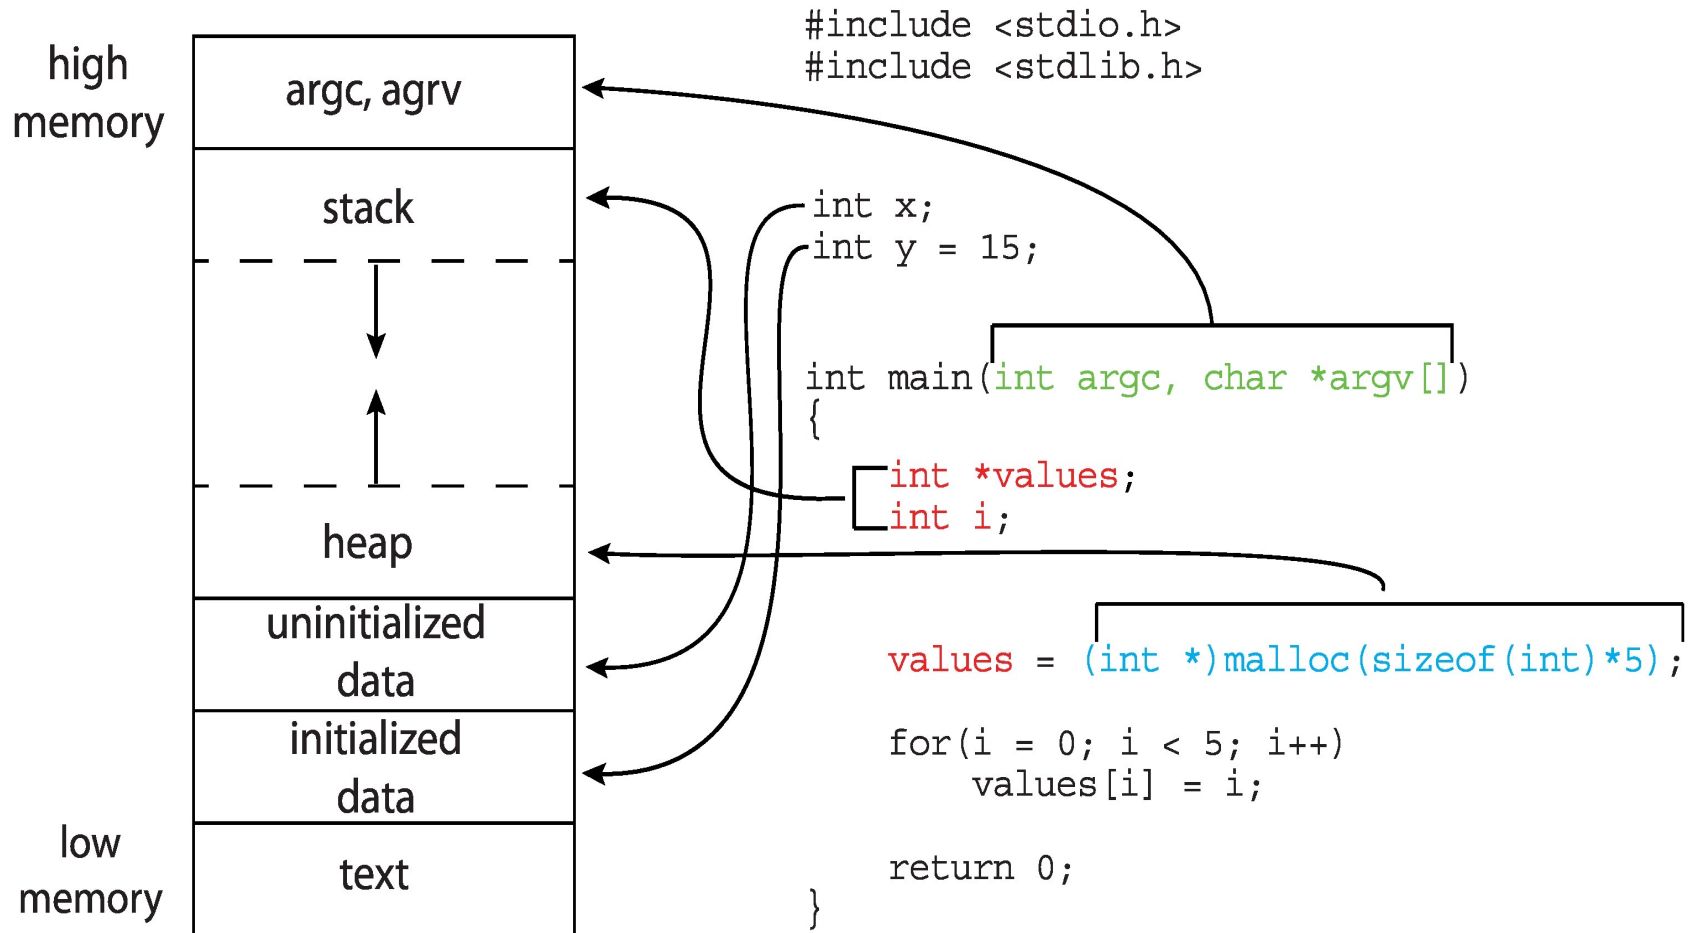 high
memory
argc, agrv
stack
heap
uninitialized
data
initialized
data
low
memory
text
#include <stdio.h>
#include <stdlib.h>
int x;
int y = 15;
int main(int argc, char *argv[])
{
int *values;
int i;
values = (int *)malloc(sizeof(int)*5);
for(i = 0; i < 5; i++)
values[i] = i;
return 0;
}